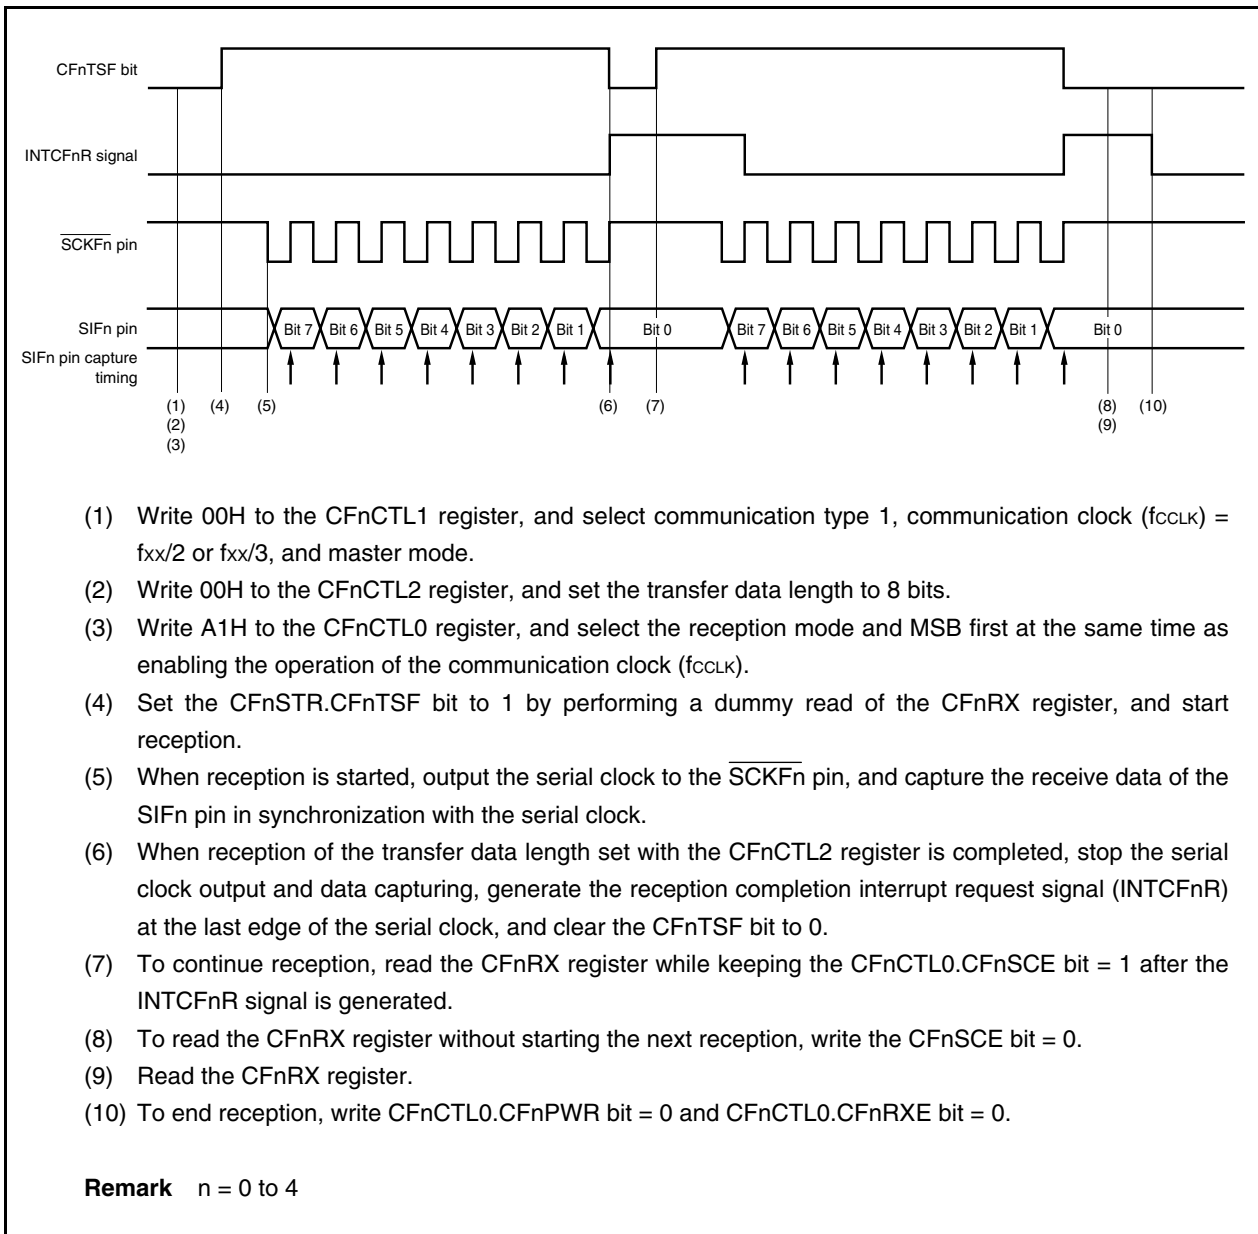 CFnTSF bit
INTCFnR signal
SCKFn pin
SIFn pin
Bit 7 Bit 6 Bit 5 Bit 4 Bit 3 Bit 2 Bit 1 Bit 0 Bit 7 Bit 6 Bit 5 Bit 4 Bit 3 Bit 2 Bit 1 Bit 0
SIFn pin capture
timing
(1) (4) (5) (6) (7) (8) (10)
(2) (9)
(3)
(1) Write 00H to the CFnCTL1 register, and select communication type 1, communication clock (fCCLK) =
fxx/2 or fxx/3, and master mode.
(2) Write 00H to the CFnCTL2 register, and set the transfer data length to 8 bits.
(3) Write A1H to the CFnCTL0 register, and select the reception mode and MSB first at the same time as
enabling the operation of the communication clock (fCCLK).
(4) Set the CFnSTR.CFnTSF bit to 1 by performing a dummy read of the CFnRX register, and start
reception.
(5) When reception is started, output the serial clock to the SCKFn pin, and capture the receive data of the
SIFn pin in synchronization with the serial clock.
(6) When reception of the transfer data length set with the CFnCTL2 register is completed, stop the serial
clock output and data capturing, generate the reception completion interrupt request signal (INTCFnR)
at the last edge of the serial clock, and clear the CFnTSF bit to 0.
(7) To continue reception, read the CFnRX register while keeping the CFnCTL0.CFnSCE bit = 1 after the
INTCFnR signal is generated.
(8) To read the CFnRX register without starting the next reception, write the CFnSCE bit = 0.
(9) Read the CFnRX register.
(10) To end reception, write CFnCTL0.CFnPWR bit = 0 and CFnCTL0.CFnRXE bit = 0.
Remark n = 0 to 4